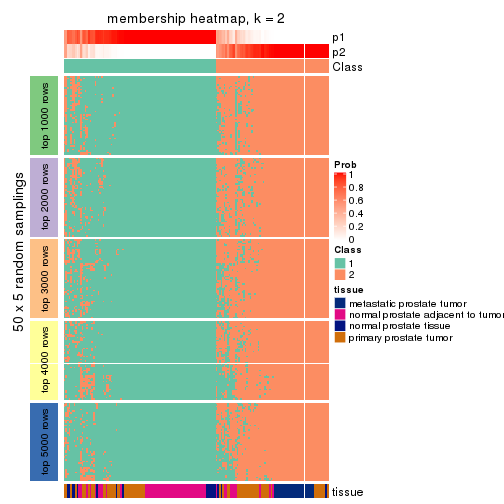 membership heatmap, k = 2
p1
p2
Class
50 x 5 random samplings
top 1000 rows
top 2000 rows
top 3000 rows
top 4000 rows
top 5000 rows
Prob
1
0.8
0.6
0.4
0.2
0
Class
1
2
tissue
metastatic prostate tumor
normal prostate adjacent to tumor
normal prostate tissue
primary prostate tumor
tissue